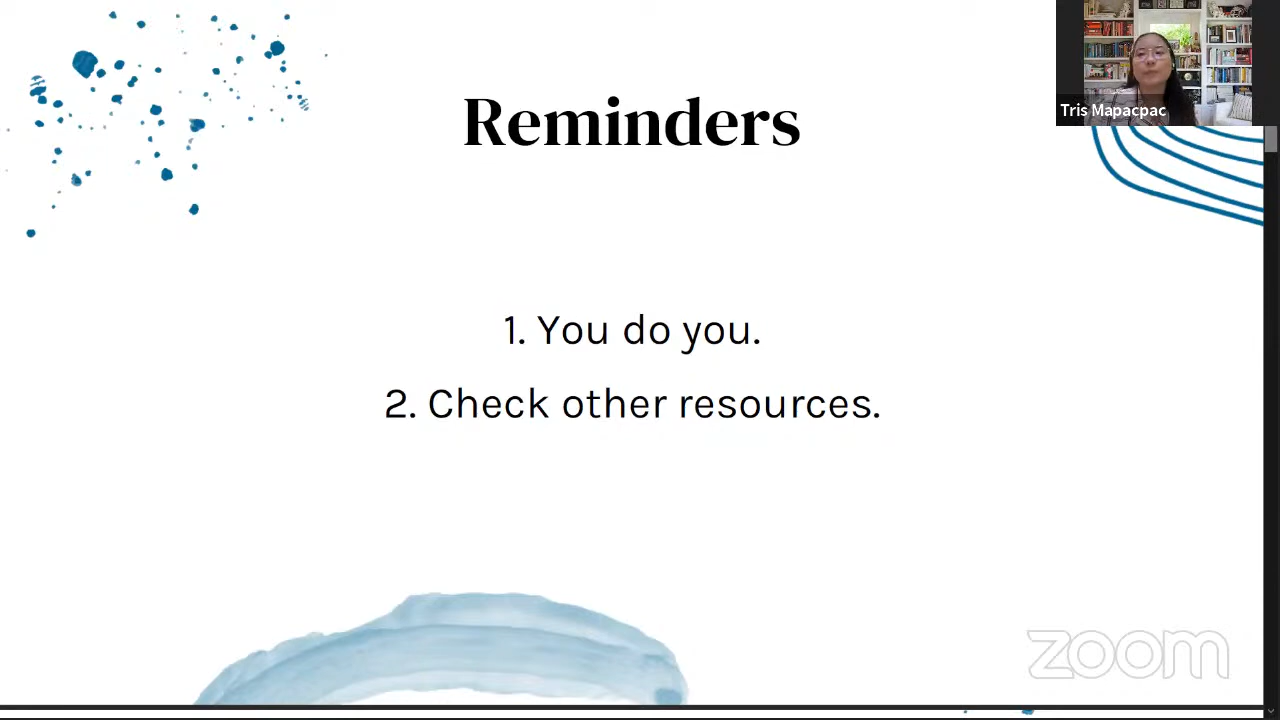 Reminders
Tris Mapacpac
1. You do you.
2. Check other resources.
zoom